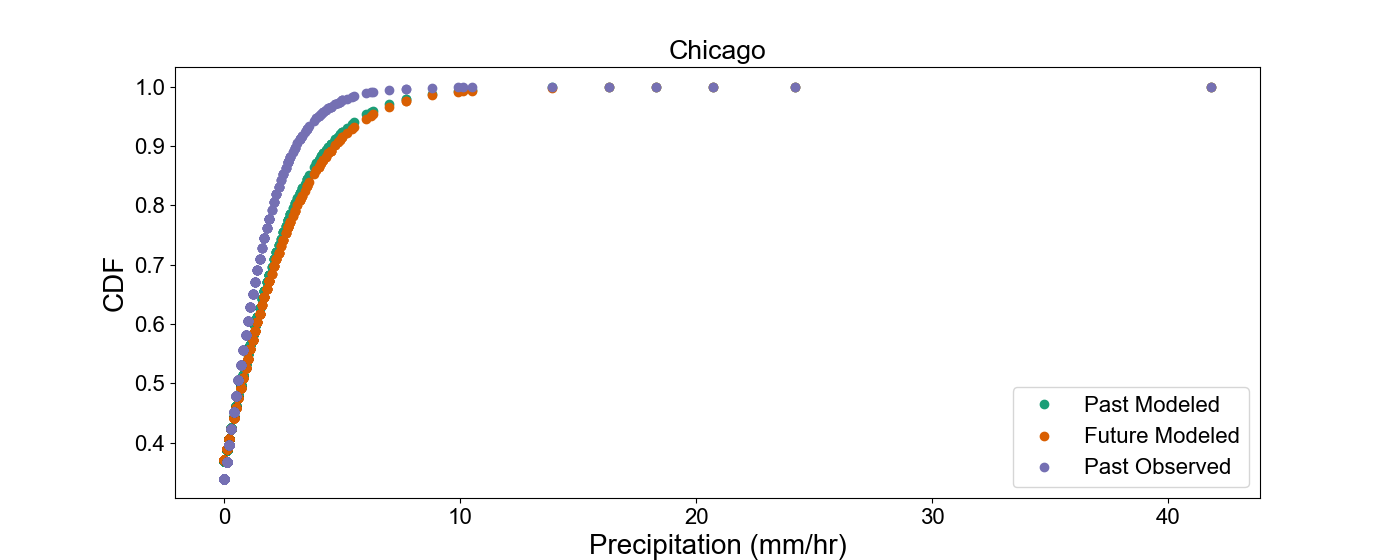 Chicago
1.0
0.9
0.8
0.7
0.6
0.5
0.4
CDF
0 10 20 30 40
Precipitation (mm/hr)
Past Modeled
Future Modeled
Past Observed